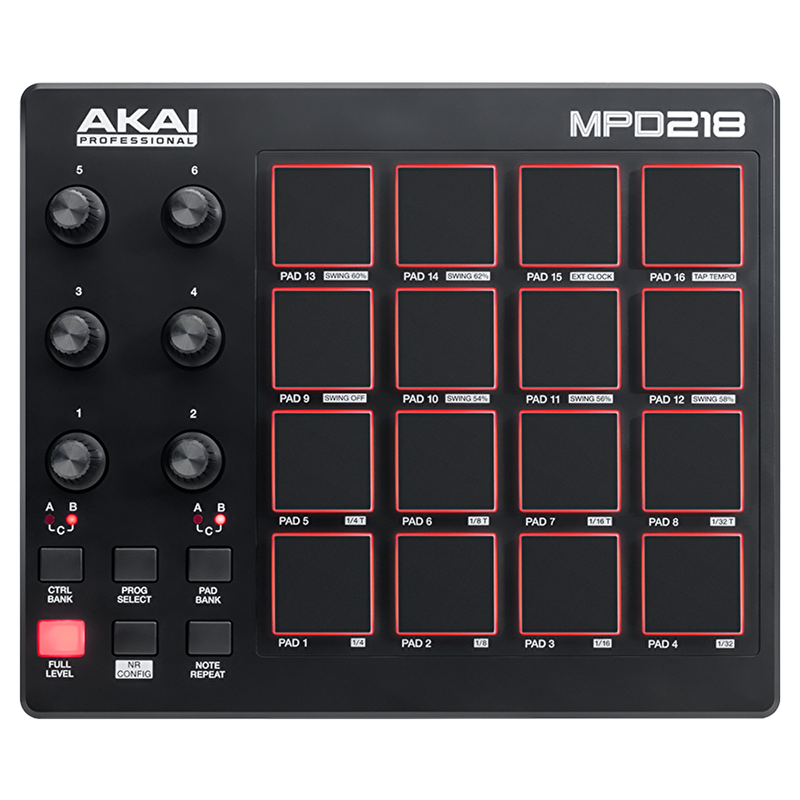 AKAI
PROFESSIONAL
MPD218
5 6
PAD 13 SWING 60% PAD 14 SWING 62% PAD 15 EXT CLOCK PAD 16 TAP TEMPO
3 4
PAD 9 SWING OFF PAD 10 SWING 54% PAD 11 SWING 56% PAD 12 SWING 58%
1 2
A B A B
C C
PAD 5 1/4 T PAD 6 1/8 T PAD 7 1/16 T PAD 8 1/32 T
CTRL BANK
PROG SELECT
PAD BANK
PAD 1 1/4 PAD 2 1/8 PAD 3 1/16 PAD 4 1/32
FULL LEVEL
NR CONFIG
NOTE REPEAT